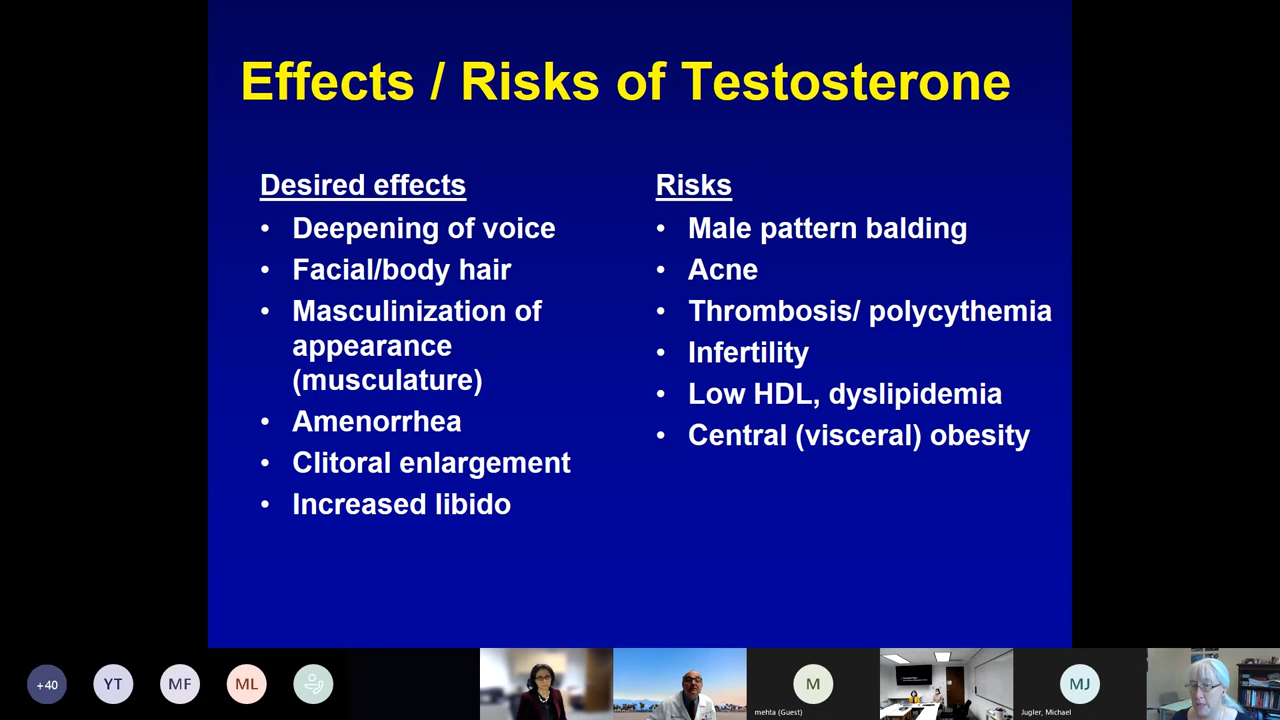 Effects / Risks of Testosterone
Desired effects
• Deepening of voice
• Facial/body hair
• Masculinization of
appearance
(musculature)
• Amenorrhea
• Clitoral enlargement
• Increased libido
Risks
• Male pattern balding
• Acne
• Thrombosis/ polycythemia
• Infertility
• Low HDL, dyslipidemia
• Central (visceral) obesity
+40
YT
MF
ML
M
mehta (Guest)
MJ
Jugler, Michael